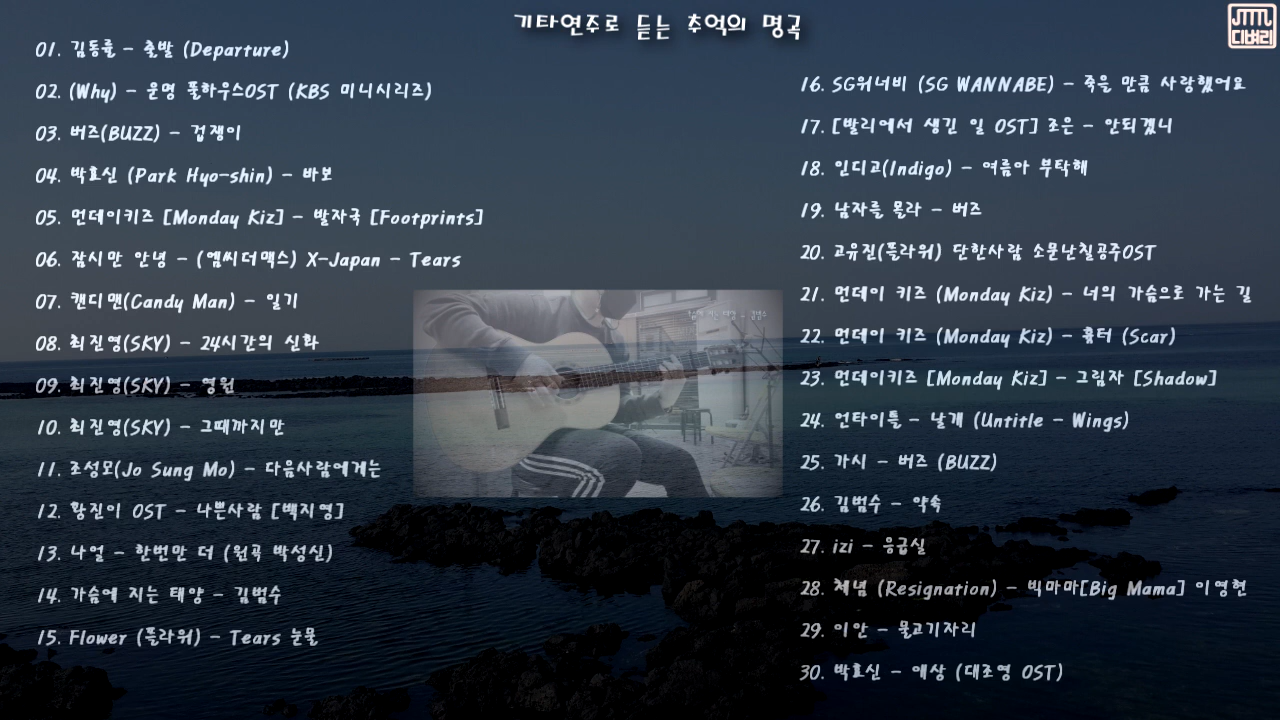 기타연주로 듣는 추억의 명곡
디벼리
01. 김동률 - 출발 (Departure)
02. (Why) - 운명 풀하우스OST (KBS 미니시리즈)
03. 버즈(BUZZ) - 겁쟁이
04. 박효신 (Park Hyo-shin) - 바보
05. 먼데이키즈 [Monday Kiz] - 발자국 [Footprints]
06. 잠시만 안녕 - (엠씨더맥스) X-Japan - Tears
07. 캔디맨(Candy Man) - 일기
08. 최진영(SKY) - 24시간의 신화
09. 최진영(SKY) - 영원
10. 최진영(SKY) - 그때까지만
11. 조성모(Jo Sung Mo) - 다음사람에게는
12. 황진이 OST - 나쁜사람 [백지영]
13. 나얼 - 한번만 더 (원곡 박성신)
14. 가슴에 지는 태양 - 김범수
15. Flower (플라워) - Tears 눈물
16. SG워너비 (SG WANNABE) - 죽을 만큼 사랑했어요
17. [발리에서 생긴 일 OST] 조은 - 안되겠니
18. 인디고(Indigo) - 여름아 부탁해
19. 남자를 몰라 - 버즈
20. 고유진(플라워) 단한사람 소문난칠공주OST
21. 먼데이 키즈 (Monday Kiz) - 너의 가슴으로 가는 길
22. 먼데이 키즈 (Monday Kiz) - 흉터 (Scar)
23. 먼데이키즈 [Monday Kiz] - 그림자 [Shadow]
24. 언타이틀 - 날개 (Untitle - Wings)
25. 가시 - 버즈 (BUZZ)
26. 김범수 - 약속
27. izi - 응급실
28. 체념 (Resignation) - 빅마마[Big Mama] 이영현
29. 이안 - 물고기자리
30. 박효신 - 애상 (대조영 OST)